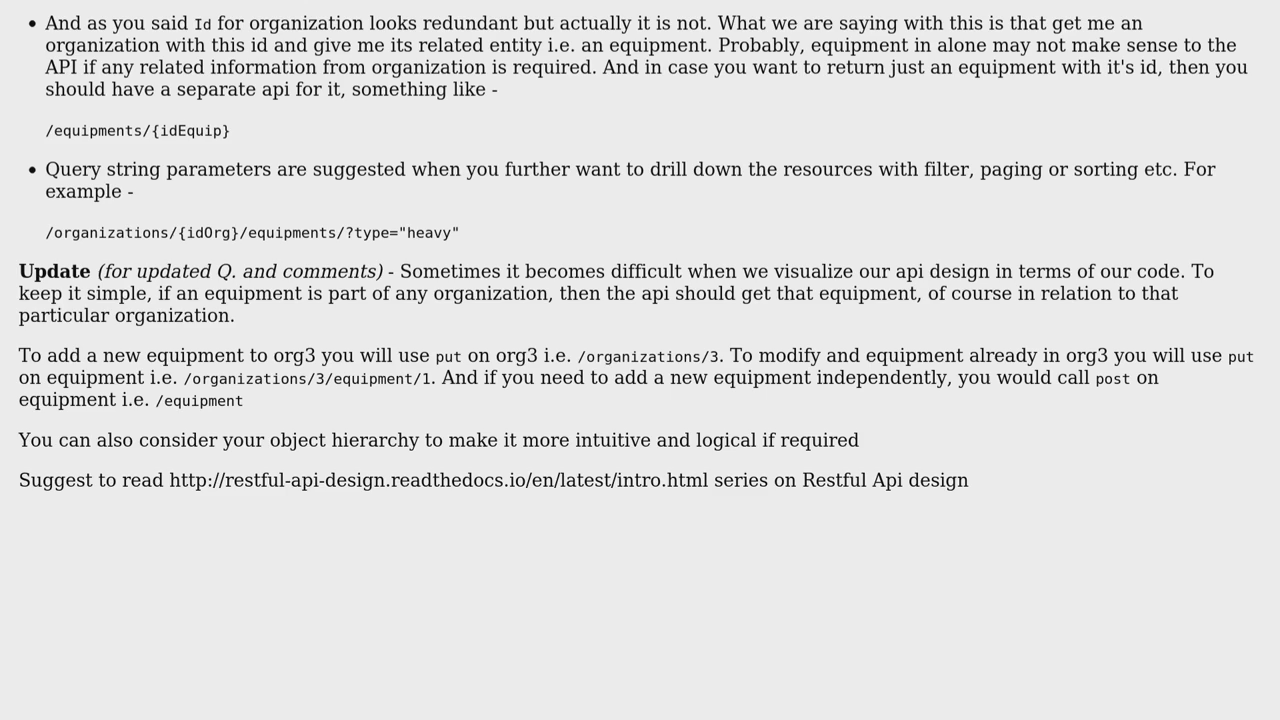 • And as you said Id for organization looks redundant but actually it is not. What we are saying with this is that get me an
organization with this id and give me its related entity i.e. an equipment. Probably, equipment in alone may not make sense to the
API if any related information from organization is required. And in case you want to return just an equipment with it's id, then you
should have a separate api for it, something like -
/equipments/{idEquip}
• Query string parameters are suggested when you further want to drill down the resources with filter, paging or sorting etc. For
example -
/organizations/{idOrg}/equipments/?type="heavy"
Update (for updated Q. and comments) - Sometimes it becomes difficult when we visualize our api design in terms of our code. To
keep it simple, if an equipment is part of any organization, then the api should get that equipment, of course in relation to that
particular organization.
To add a new equipment to org3 you will use put on org3 i.e. /organizations/3. To modify and equipment already in org3 you will use put
on equipment i.e. /organizations/3/equipment/1. And if you need to add a new equipment independently, you would call post on
equipment i.e. /equipment
You can also consider your object hierarchy to make it more intuitive and logical if required
Suggest to read http://restful-api-design.readthedocs.io/en/latest/intro.html series on Restful Api design